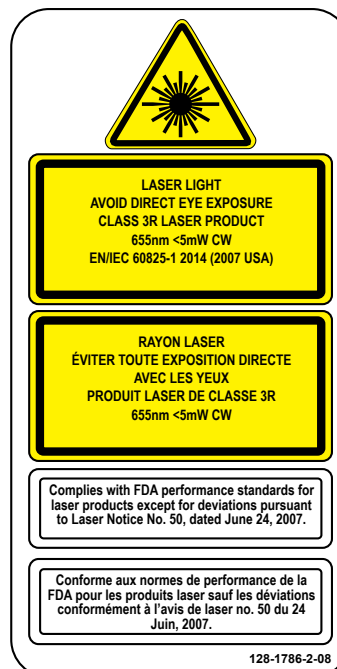 LASER LIGHT
AVOID DIRECT EYE EXPOSURE
CLASS 3R LASER PRODUCT
655nm <5mW CW
EN/IEC 60825-1 2014 (2007 USA)
RAYON LASER
ÉVITER TOUTE EXPOSITION DIRECTE
AVEC LES YEUX
PRODUIT LASER DE CLASSE 3R
655nm <5mW CW
Complies with FDA performance standards for
laser products except for deviations pursuant
to Laser Notice No. 50, dated June 24, 2007.
Conforme aux normes de performance de la
FDA pour les produits laser sauf les déviations
conformément à l'avis de laser no. 50 du 24
Juin, 2007.
128-1786-2-08